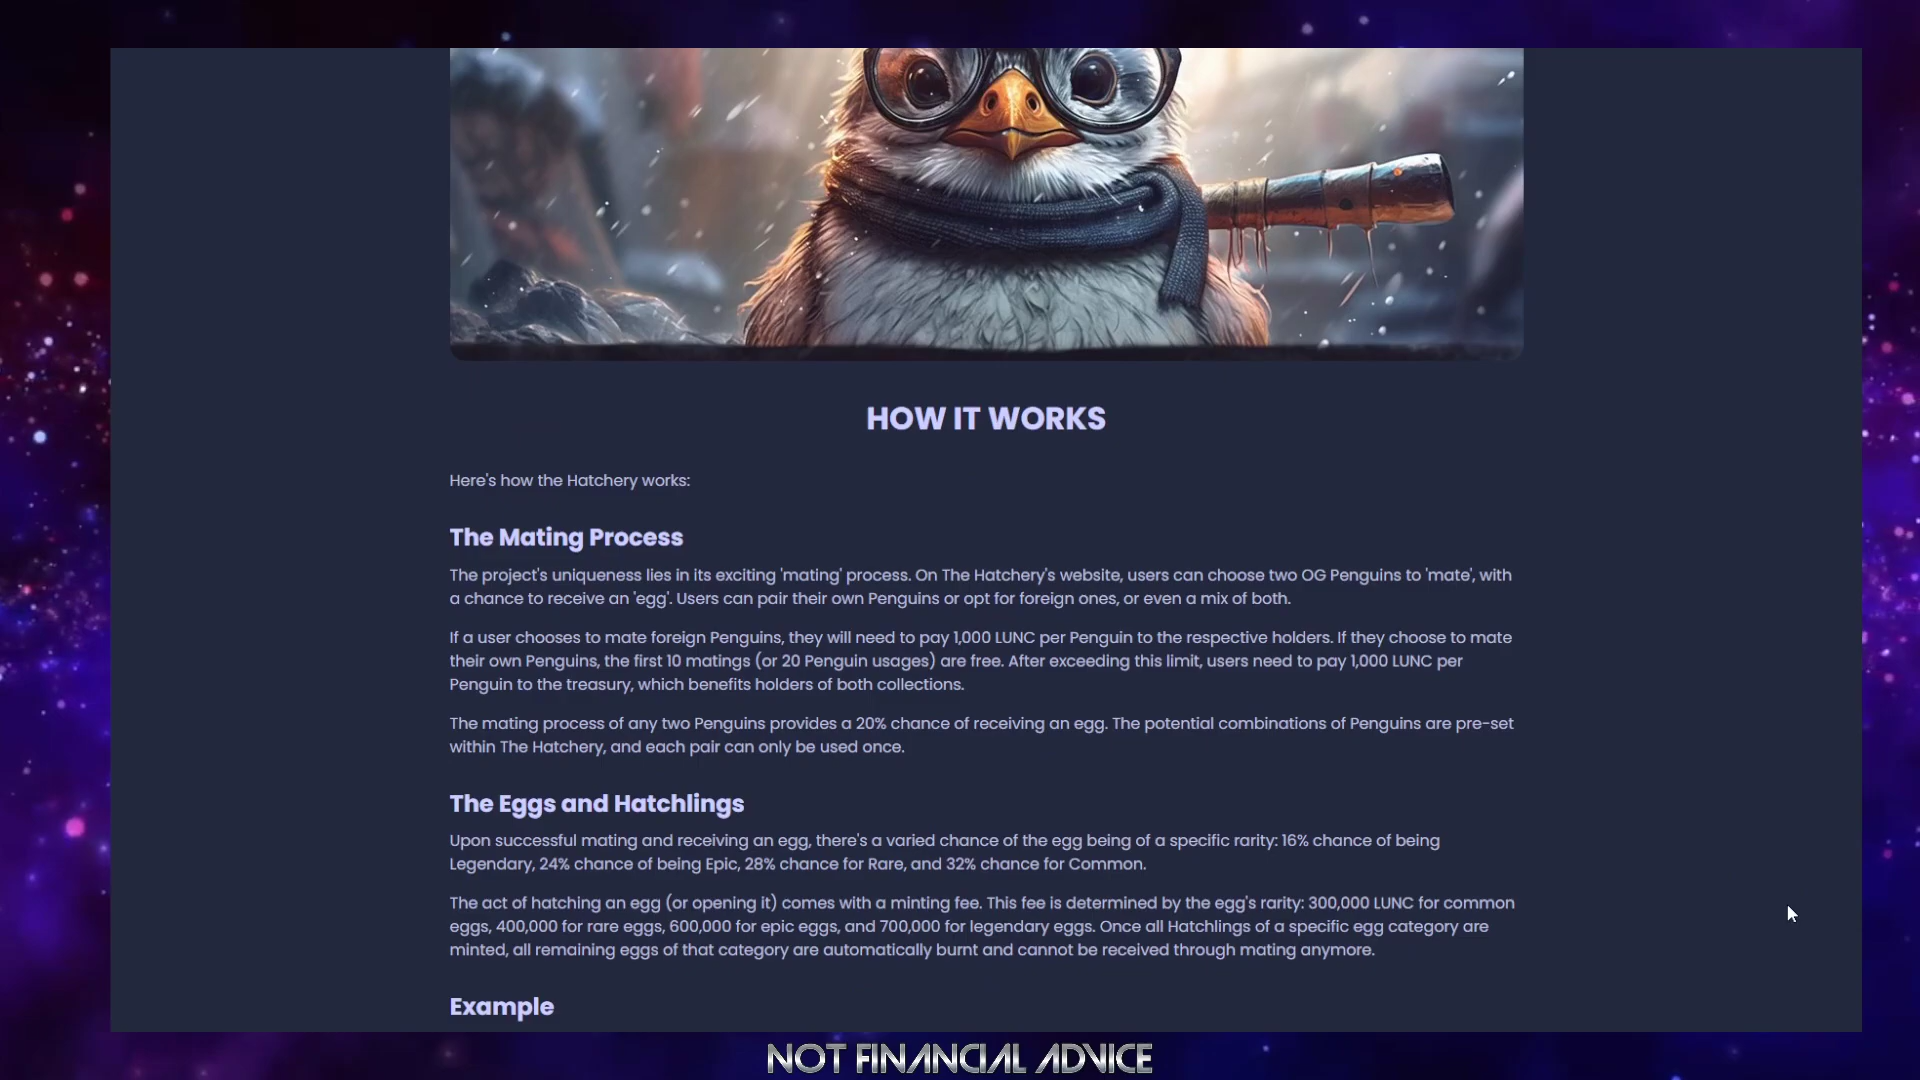 HOW IT WORKS
Here's how the Hatchery works:
The Mating Process
The project's uniqueness lies in its exciting 'mating' process. On The Hatchery's website, users can choose two OG Penguins to 'mate', with
a chance to receive an 'egg'. Users can pair their own Penguins or opt for foreign ones, or even a mix of both.
If a user chooses to mate foreign Penguins, they will need to pay 1,000 LUNC per Penguin to the respective holders. If they choose to mate
their own Penguins, the first 10 matings (or 20 Penguin usages) are free. After exceeding this limit, users need to pay 1,000 LUNC per
Penguin to the treasury, which benefits holders of both collections.
The mating process of any two Penguins provides a 20% chance of receiving an egg. The potential combinations of Penguins are pre-set
within The Hatchery, and each pair can only be used once.
The Eggs and Hatchlings
Upon successful mating and receiving an egg, there's a varied chance of the egg being of a specific rarity: 16% chance of being
Legendary, 24% chance of being Epic, 28% chance for Rare, and 32% chance for Common.
The act of hatching an egg (or opening it) comes with a minting fee. This fee is determined by the egg's rarity: 300,000 LUNC for common
eggs, 400,000 for rare eggs, 600,000 for epic eggs, and 700,000 for legendary eggs. Once all Hatchlings of a specific egg category are
minted, all remaining eggs of that category are automatically burnt and cannot be received through mating anymore.
Example
NOT FINANCIAL ADVICE